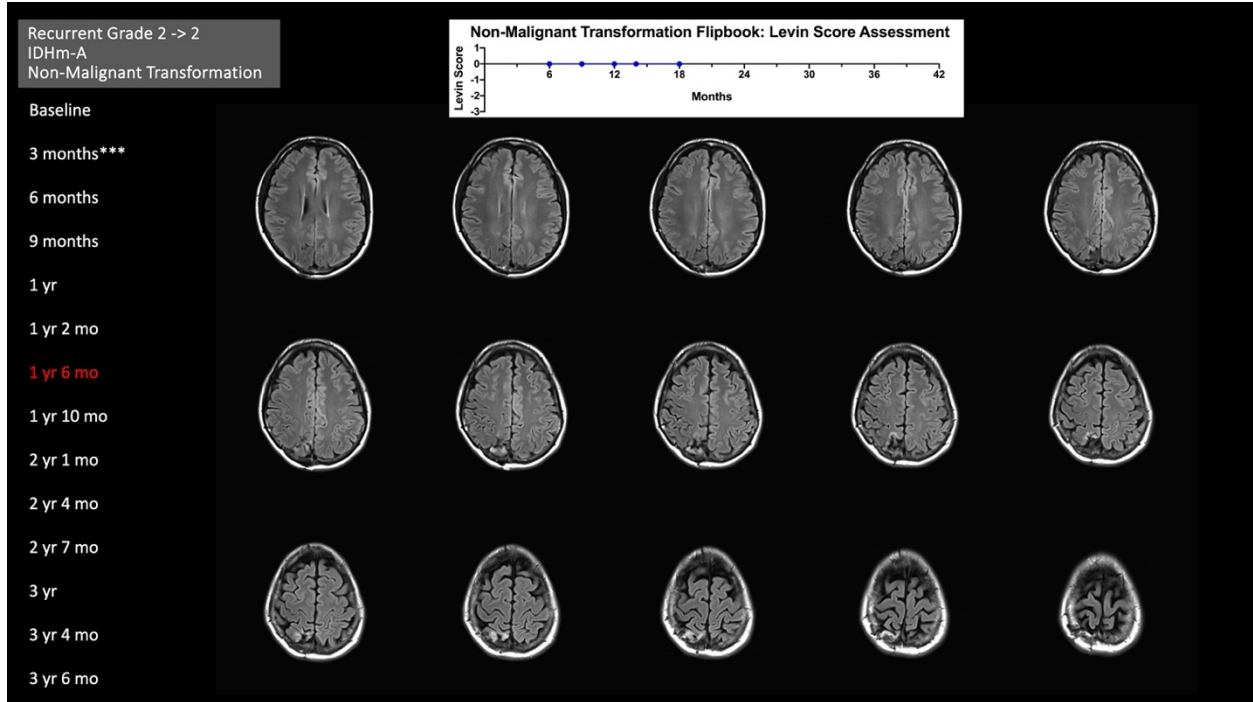 Recurrent Grade 2 -> 2
IDHm-A
Non-Malignant Transformation
Non-Malignant Transformation Flipbook: Levin Score Assessment
Levin Score
1
0
-1
-2
-3
6 12 18 24 30 36 42
Months
Baseline
3 months***
6 months
9 months
1 yr
1 yr 2 mo
1 yr 6 mo
1 yr 10 mo
2 yr 1 mo
2 yr 4 mo
2 yr 7 mo
3 yr
3 yr 4 mo
3 yr 6 mo